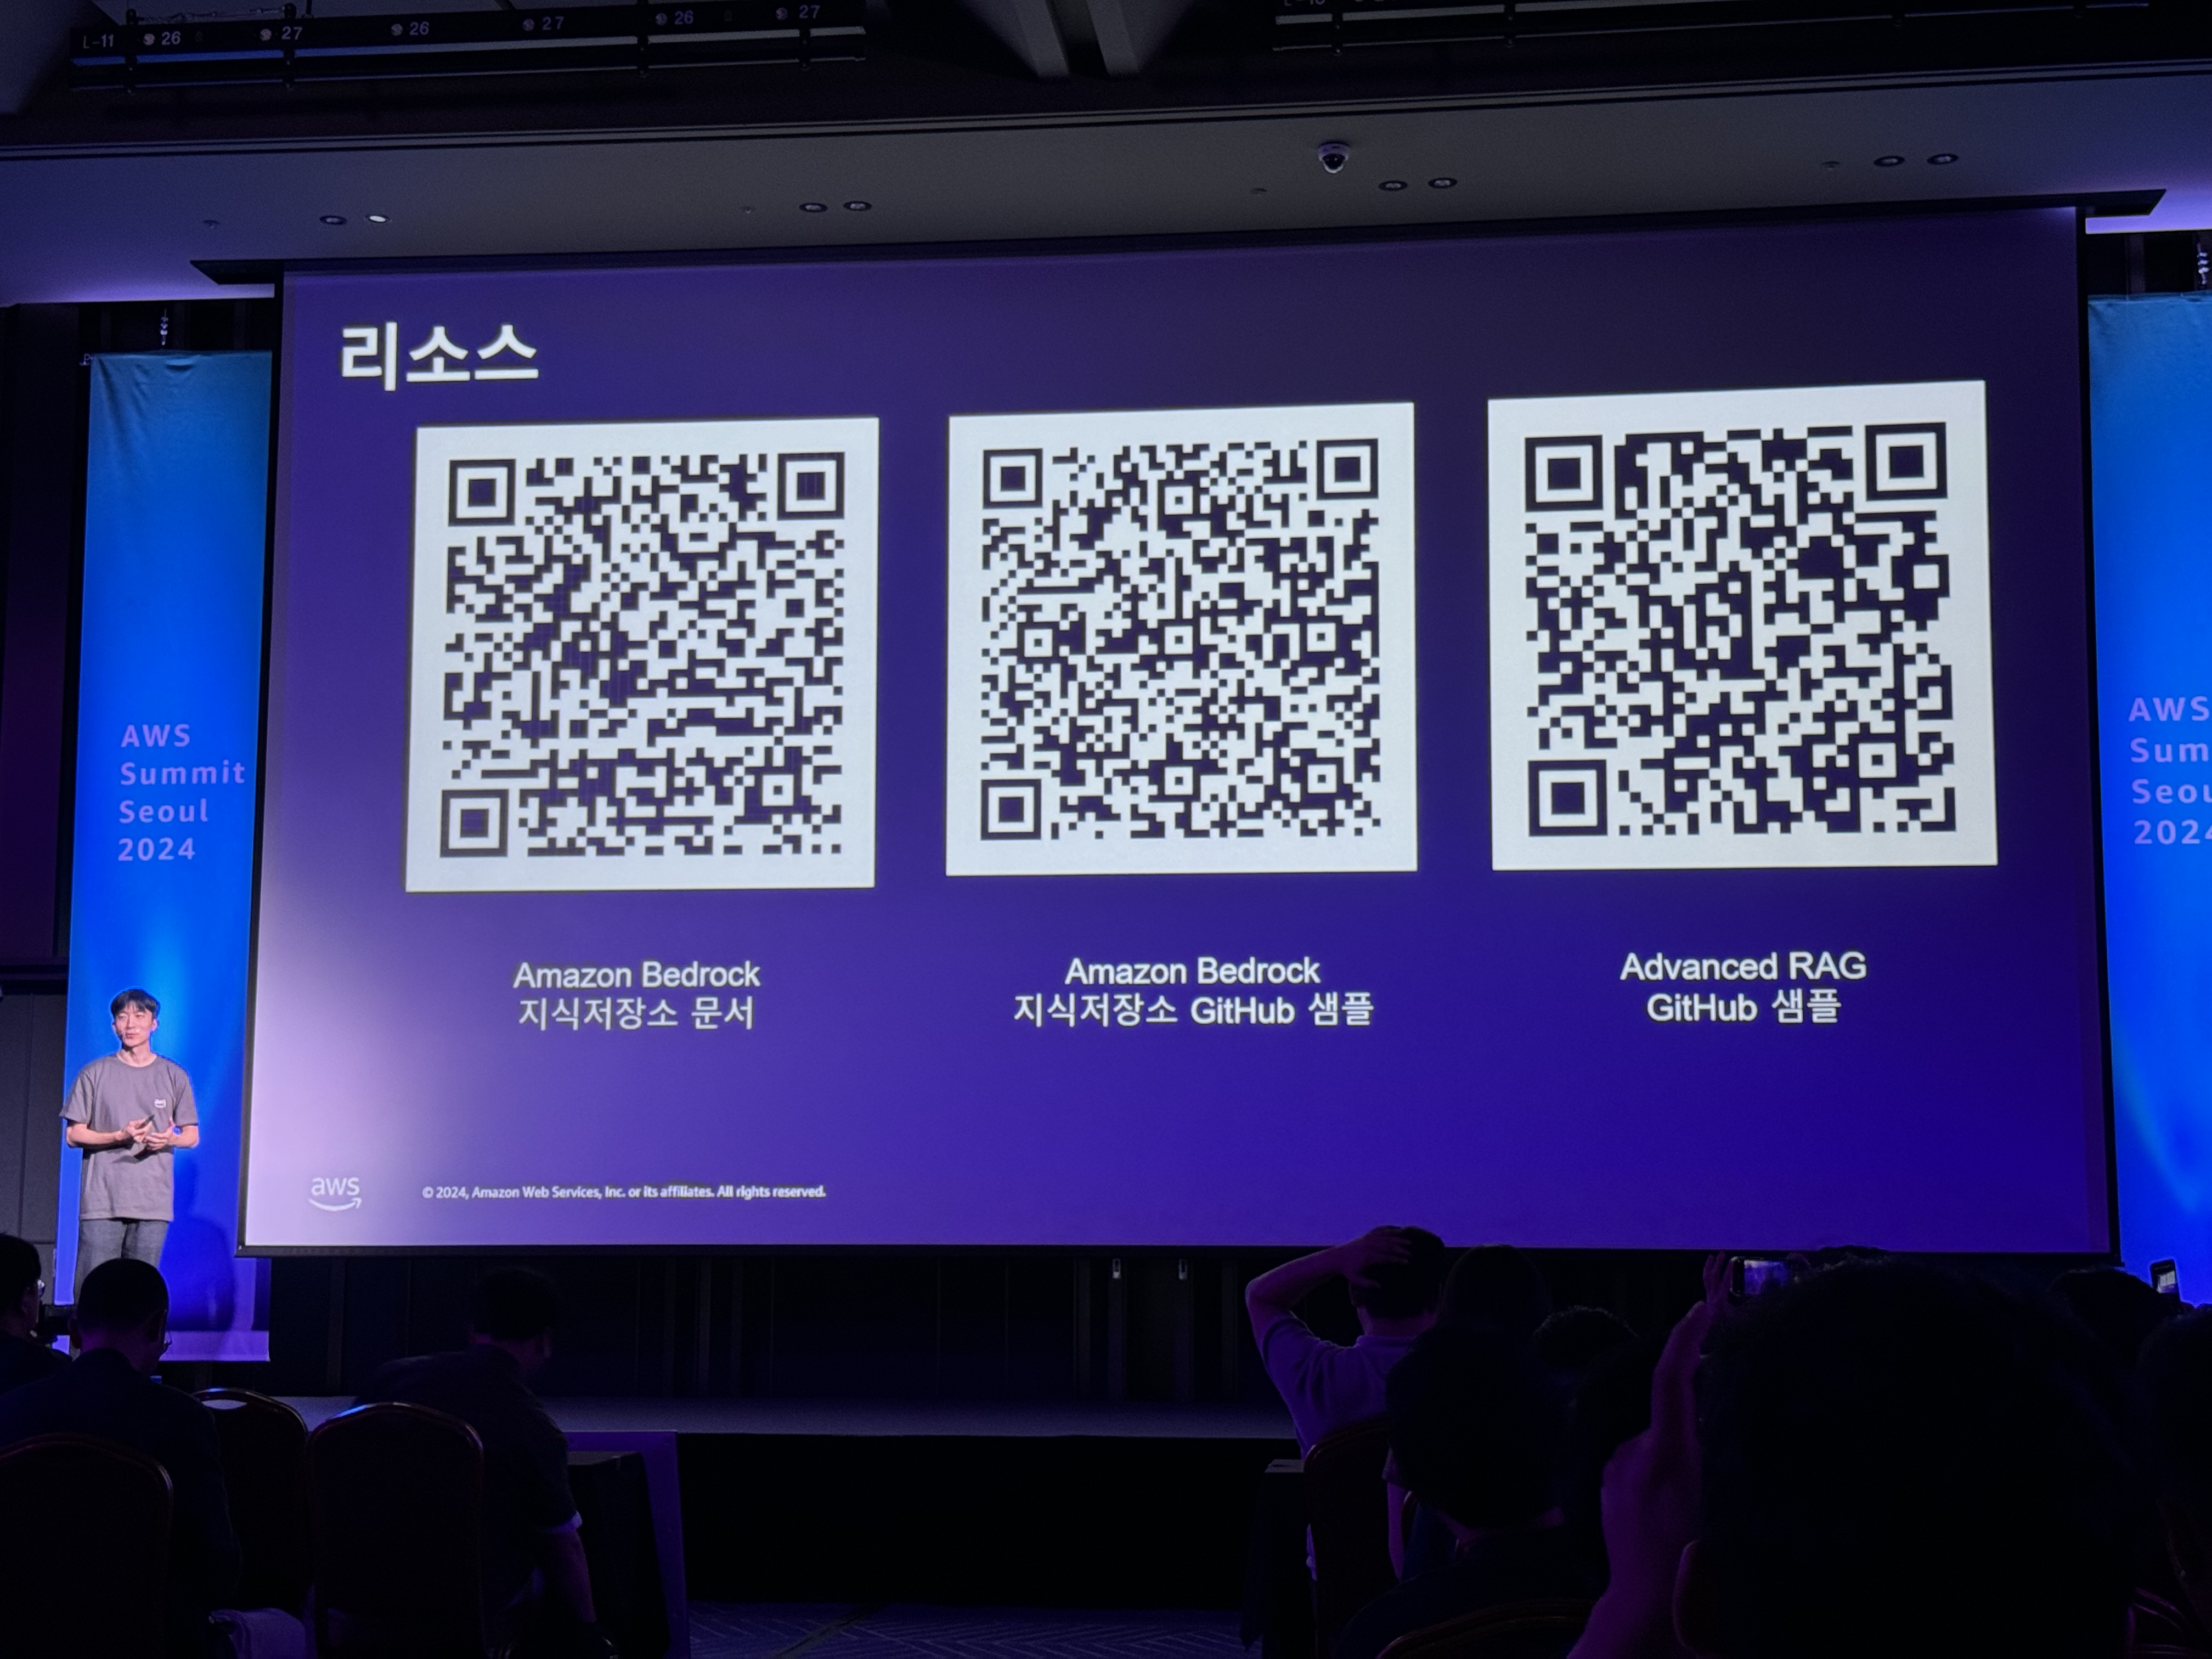 L-11 26 27 26 27 26 27
리소스
Amazon Bedrock
지식저장소 문서
Amazon Bedrock
지식저장소 GitHub 샘플
Advanced RAG
GitHub 샘플
aws
© 2024, Amazon Web Services, Inc. or its affiliates. All rights reserved.
AWS
Summit
Seoul
2024
AWS
Sum
Seou
2024
aws